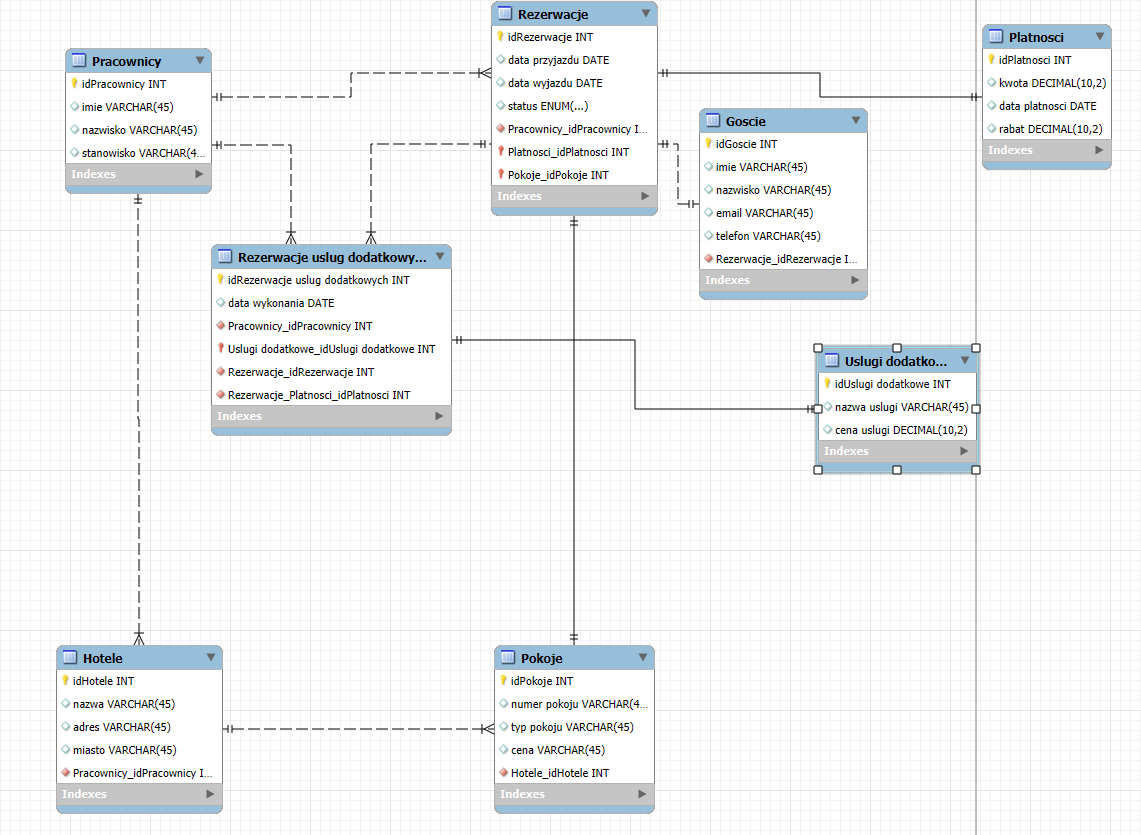 Pracownicy
idPracownicy INT
imie VARCHAR(45)
nazwisko VARCHAR(45)
stanowisko VARCHAR(4...
Indexes
Rezerwacje
idRezerwacje INT
data przyjazdu DATE
data wyjazdu DATE
status ENUM(...)
Pracownicy_idPracownicy I...
Platnosci_idPlatnosci INT
Pokoje_idPokoje INT
Indexes
Platnosci
idPlatnosci INT
kwota DECIMAL(10,2)
data platnosci DATE
rabat DECIMAL(10,2)
Indexes
Goscie
idGoscie INT
imie VARCHAR(45)
nazwisko VARCHAR(45)
email VARCHAR(45)
telefon VARCHAR(45)
Rezerwacje_idRezerwacje I...
Indexes
Rezerwacje uslug dodatkowy...
idRezerwacje uslug dodatkowych INT
data wykonania DATE
Pracownicy_idPracownicy INT
Uslugi dodatkowe_idUslugi dodatkowe INT
Rezerwacje_idRezerwacje INT
Rezerwacje_Platnosci_idPlatnosci INT
Indexes
Uslugi dodatko...
idUslugi dodatkowe INT
nazwa uslugi VARCHAR(45)
cena uslugi DECIMAL(10,2)
Indexes
Hotele
idHotele INT
nazwa VARCHAR(45)
adres VARCHAR(45)
miasto VARCHAR(45)
Pracownicy_idPracownicy I...
Indexes
Pokoje
idPokoje INT
numer pokoju VARCHAR(4...
typ pokoju VARCHAR(45)
cena VARCHAR(45)
Hotele_idHotele INT
Indexes